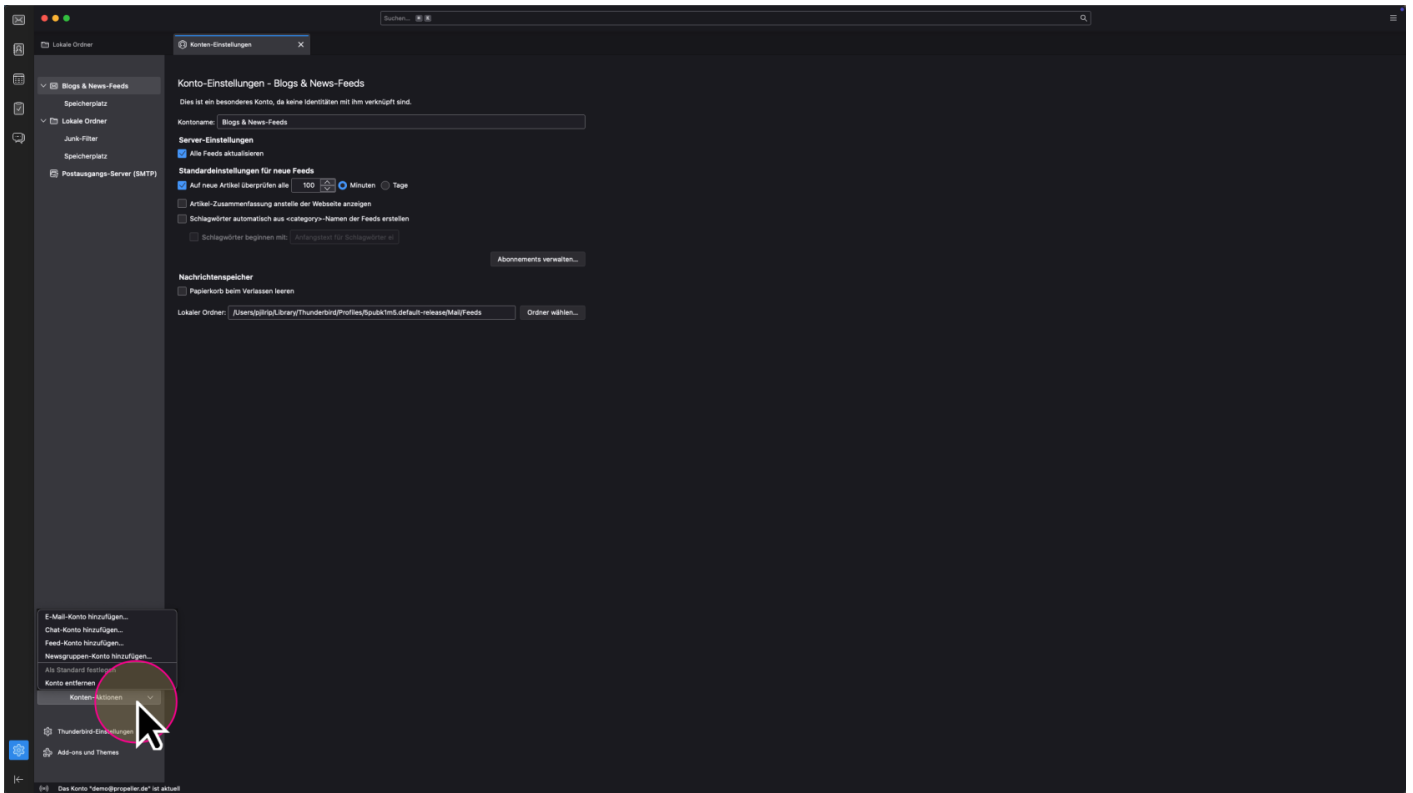 Suchen...
Lokale Ordner
Konten-Einstellungen
Blogs & News-Feeds
Speicherplatz
Lokale Ordner
Junk-Filter
Speicherplatz
Postausgangs-Server (SMTP)
Konto-Einstellungen - Blogs & News-Feeds
Dies ist ein besonderes Konto, da keine Identitäten mit ihm verknüpft sind.
Kontoname: Blogs & News-Feeds
Server-Einstellungen
Alle Feeds aktualisieren
Standardeinstellungen für neue Feeds
Auf neue Artikel überprüfen alle 100 Minuten Tage
Artikel-Zusammenfassung anstelle der Webseite anzeigen
Schlagwörter automatisch aus <category>-Namen der Feeds erstellen
Schlagwörter beginnen mit: Anfangstext für Schlagwörter ei
Abonnements verwalten...
Nachrichtenspeicher
Papierkorb beim Verlassen leeren
Lokaler Ordner: /Users/pjilrip/Library/Thunderbird/Profiles/5pubk1m5.default-release/Mail/Feeds Ordner wählen...
E-Mail-Konto hinzufügen...
Chat-Konto hinzufügen...
Feed-Konto hinzufügen...
Newsgruppen-Konto hinzufügen...
Als Standard festlegen
Konto entfernen
Konten-Aktionen
Thunderbird-Einstellungen
Add-ons und Themes
Das Konto "demo@propeller.de" ist aktuell